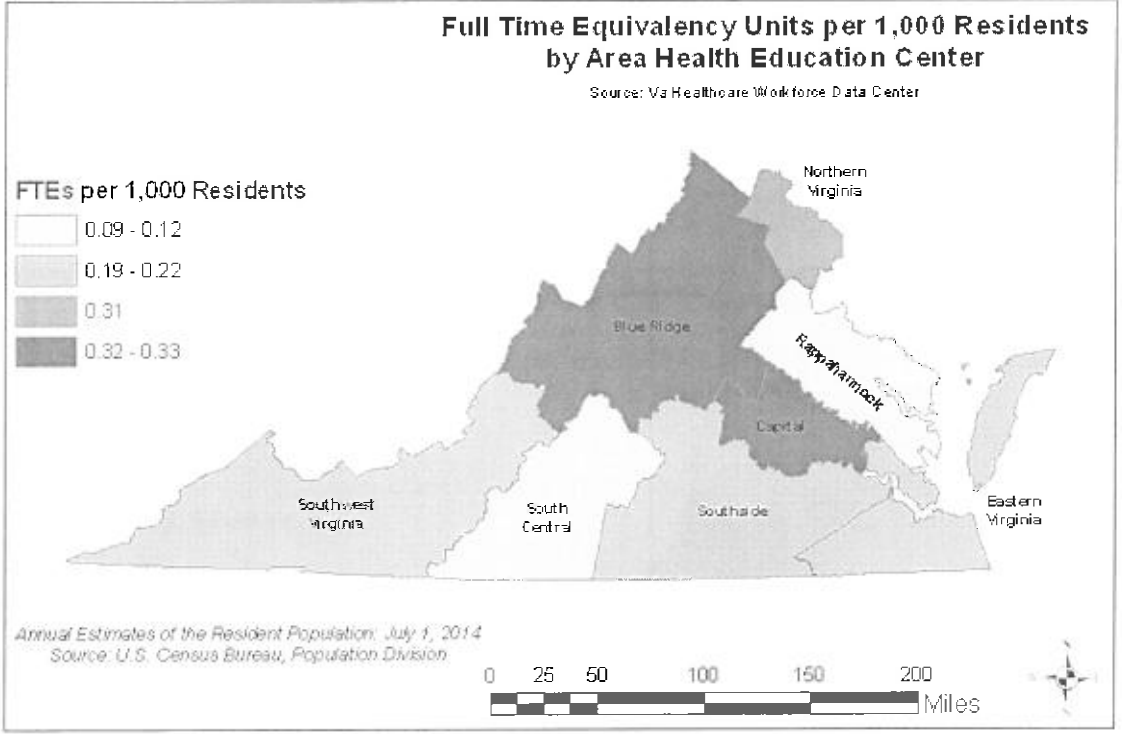 Full Time Equivalency Units per 1,000 Residents
by Area Health Education Center
Source: Va Healthcare Workforce Data Center
FTEs per 1,000 Residents
0.09 - 0.12
0.19 - 0.22
0.31
0.32 - 0.33
Northern
Virginia
Blue Ridge
Rappahannock
Capital
Southwest
Virginia
South
Central
Southside
Eastern
Virginia
Annual Estimates of the Resident Population: July 1, 2014
Source: U.S. Census Bureau, Population Division
0 25 50 100 150 200
Miles